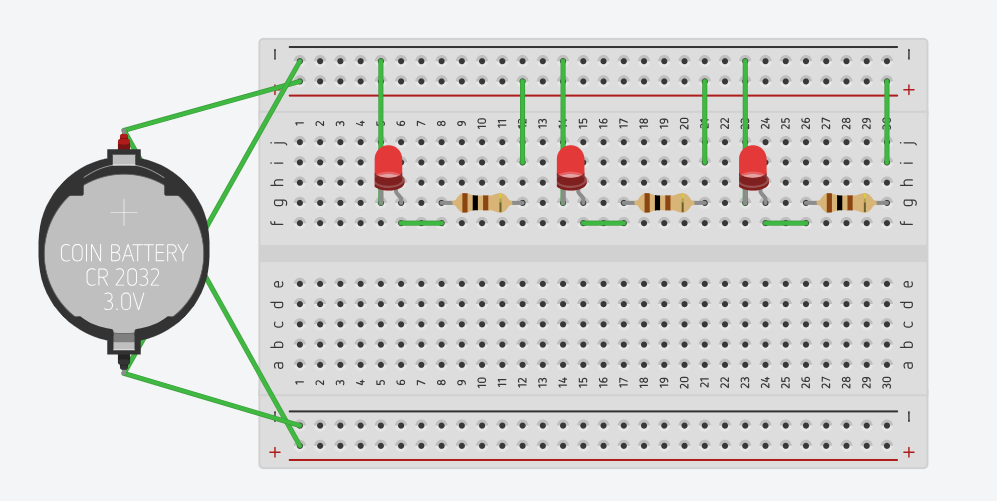 — —
+ +
1 2 3 4 5 6 7 8 9 10 11 12 13 14 15 16 17 18 19 20 21 22 23 24 25 26 27 28 29 30
j j
i i
h h
g g
f f
COIN BATTERY
CR 2032
3.0V
e e
d d
c c
b b
a a
1 2 3 4 5 6 7 8 9 10 11 12 13 14 15 16 17 18 19 20 21 22 23 24 25 26 27 28 29 30
— —
+ +